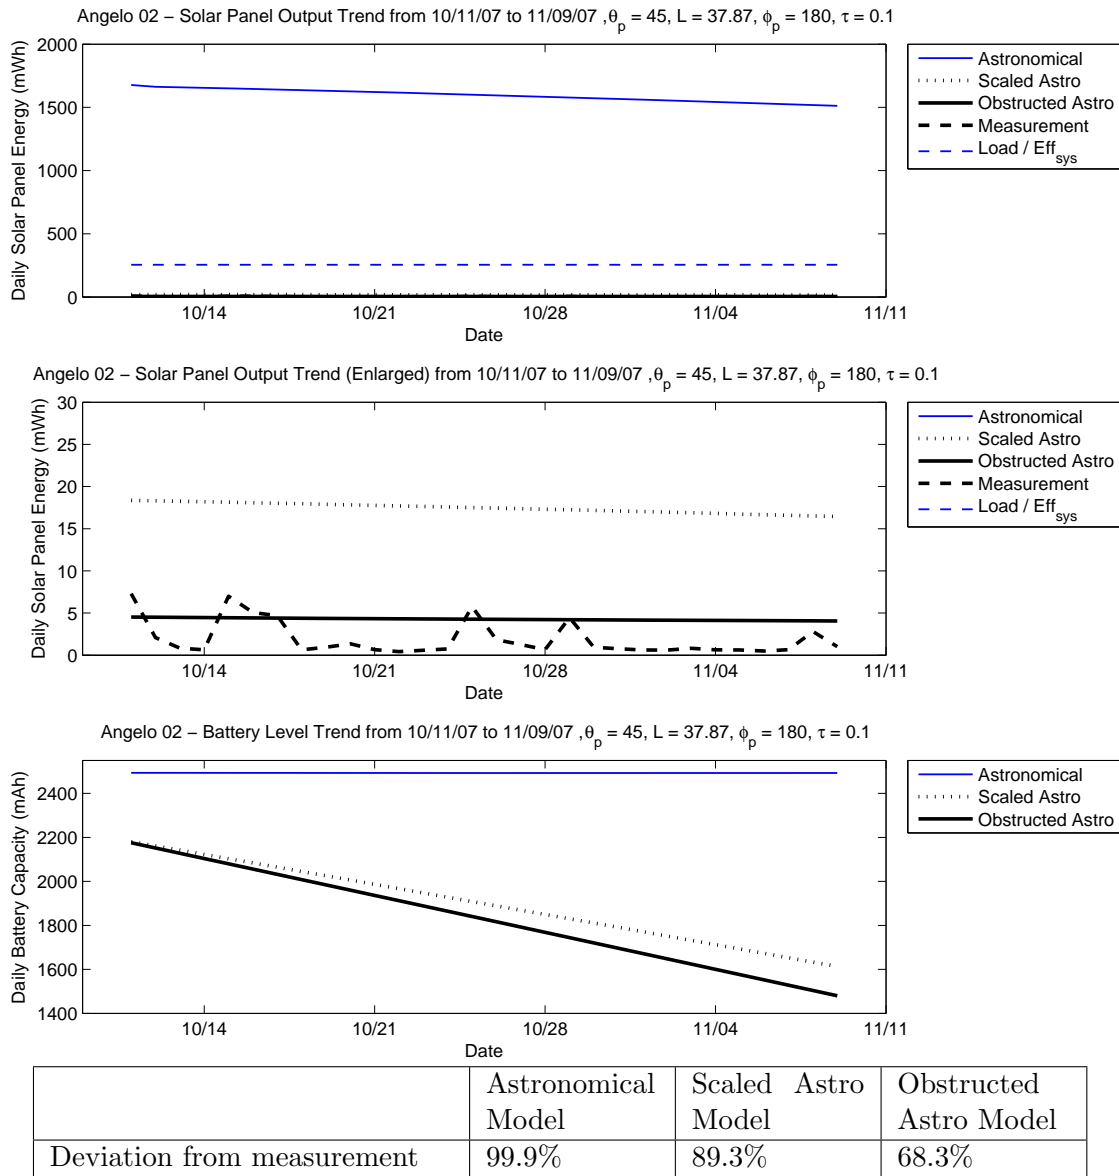 Angelo 02 − Solar Panel Output Trend from 10/11/07 to 11/09/07 ,θp = 45, L = 37.87, ϕp = 180, τ = 0.1
Daily Solar Panel Energy (mWh)
2000
1500
1000
500
0
10/14 10/21 10/28 11/04 11/11
Date
Astronomical
Scaled Astro
Obstructed Astro
Measurement
Load / Effsys
Angelo 02 − Solar Panel Output Trend (Enlarged) from 10/11/07 to 11/09/07 ,θp = 45, L = 37.87, ϕp = 180, τ = 0.1
Daily Solar Panel Energy (mWh)
30
25
20
15
10
5
0
10/14 10/21 10/28 11/04 11/11
Date
Astronomical
Scaled Astro
Obstructed Astro
Measurement
Load / Effsys
Angelo 02 − Battery Level Trend from 10/11/07 to 11/09/07 ,θp = 45, L = 37.87, ϕp = 180, τ = 0.1
Daily Battery Capacity (mAh)
2400
2200
2000
1800
1600
1400
10/14 10/21 10/28 11/04 11/11
Date
Astronomical
Scaled Astro
Obstructed Astro
Astronomical Model
Scaled Astro Model
Obstructed Astro Model
Deviation from measurement 99.9% 89.3% 68.3%